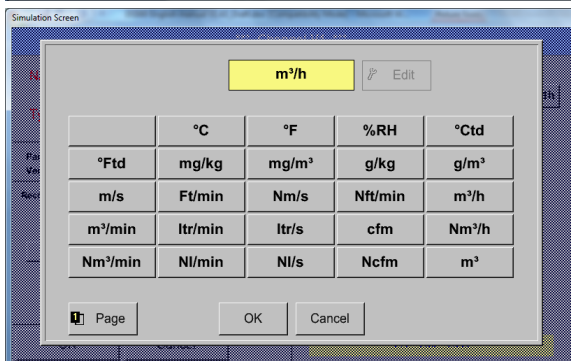 Simulation Screen
m³/h Edit
°C °F %RH °Ctd
°Ftd mg/kg mg/m³ g/kg g/m³
m/s Ft/min Nm/s Nft/min m³/h
m³/min ltr/min ltr/s cfm Nm³/h
Nm³/min Nl/min Nl/s Ncfm m³
1 Page OK Cancel